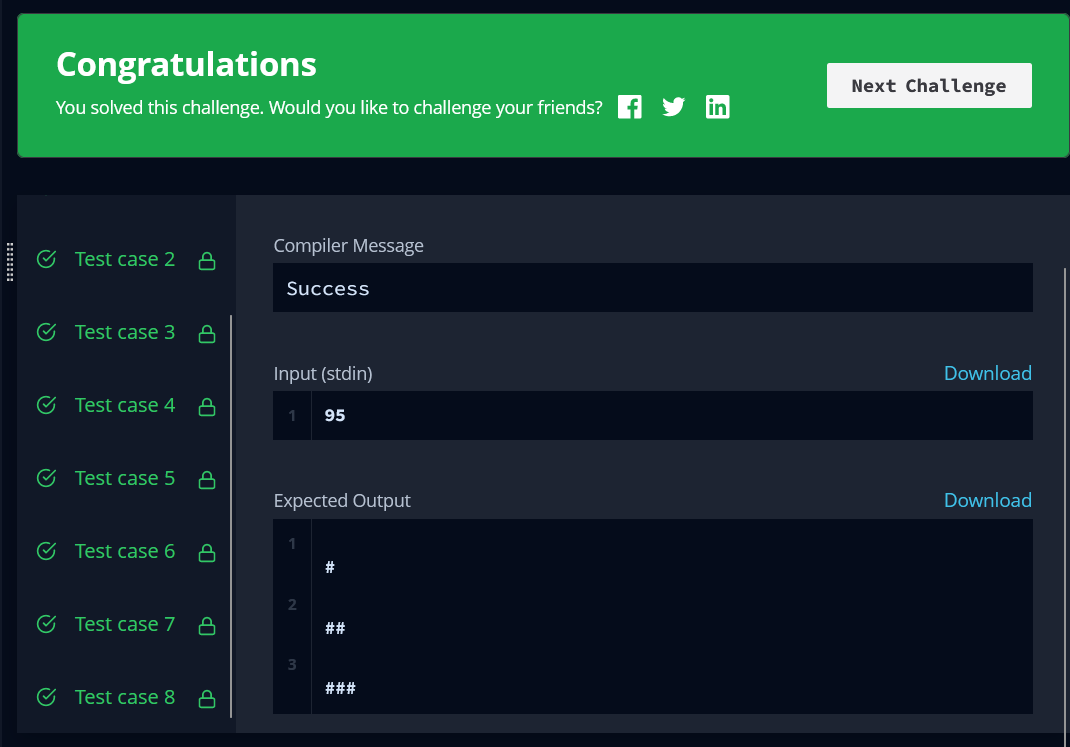 Congratulations
You solved this challenge. Would you like to challenge your friends?
Next Challenge
Test case 2
Test case 3
Test case 4
Test case 5
Test case 6
Test case 7
Test case 8
Compiler Message
Success
Input (stdin)
Download
1 95
Expected Output
Download
1
#
2
##
3
###